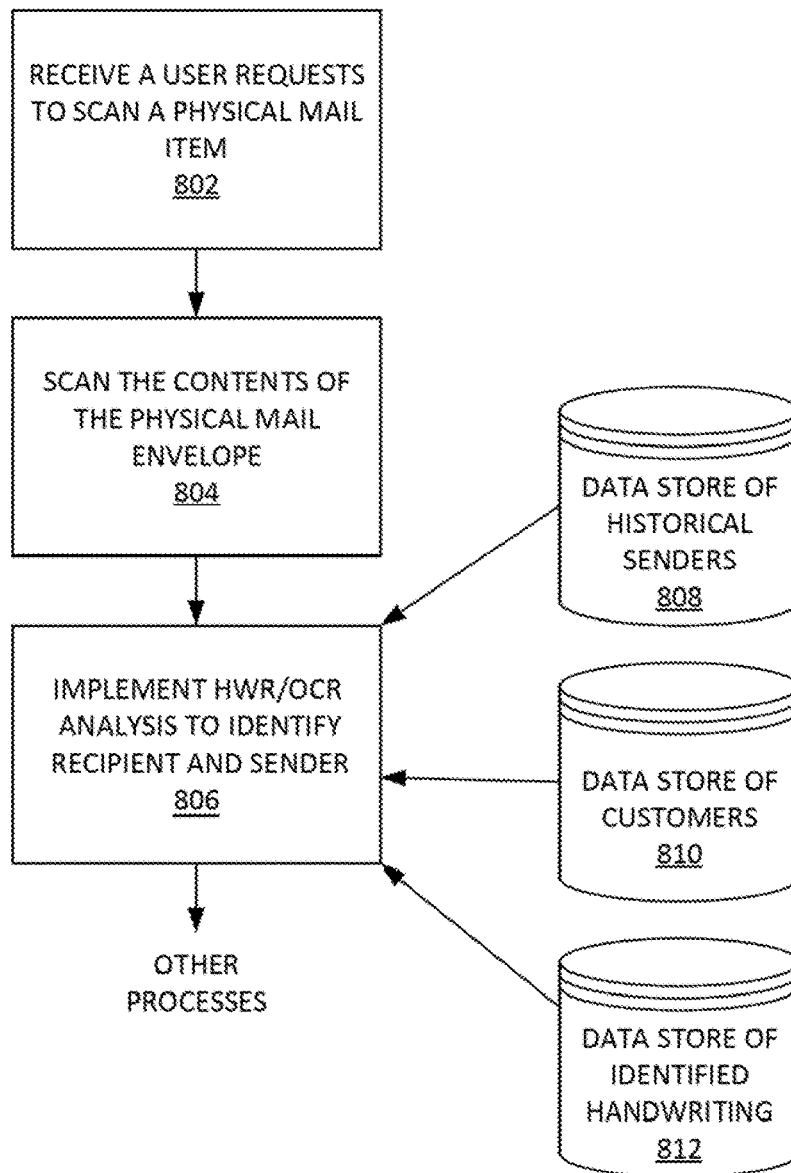 RECEIVE A USER REQUESTS
TO SCAN A PHYSICAL MAIL
ITEM
802
SCAN THE CONTENTS OF
THE PHYSICAL MAIL
ENVELOPE
804
IMPLEMENT HWR/OCR
ANALYSIS TO IDENTIFY
RECIPIENT AND SENDER
806
OTHER
PROCESSES
DATA STORE OF
HISTORICAL
SENDERS
808
DATA STORE OF
CUSTOMERS
810
DATA STORE OF
IDENTIFIED
HANDWRITING
812